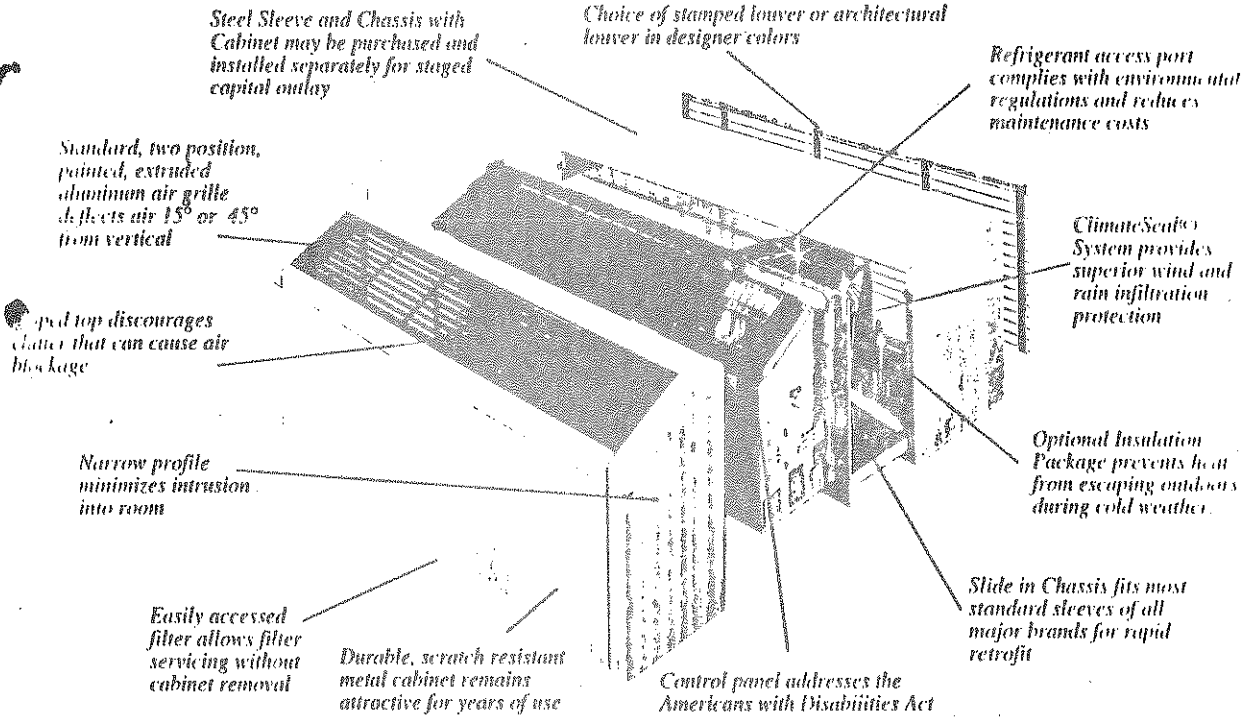 Steel Sleeve and Chassis with
Cabinet may be purchased and
installed separately for staged
capital outlay
Choice of stamped louver or architectural
louver in designer colors
Refrigerant access port
complies with environmental
regulations and reduces
maintenance costs
Standard, two position,
painted, extruded
aluminum air grille
deflects air 15° or 45°
from vertical
ClimateSeal
System provides
superior wind and
rain infiltration
protection
top discourages
clutter that can cause air
blockage
Narrow profile
minimizes intrusion
into room
Optional Insulation
Package prevents heat
from escaping outdoors
during cold weather.
Easily accessed
filter allows filter
servicing without
cabinet removal
Durable, scratch resistant
metal cabinet remains
attractive for years of use
Control panel addresses the
Americans with Disabilities Act
Slide in Chassis fits most
standard sleeves of all
major brands for rapid
retrofit